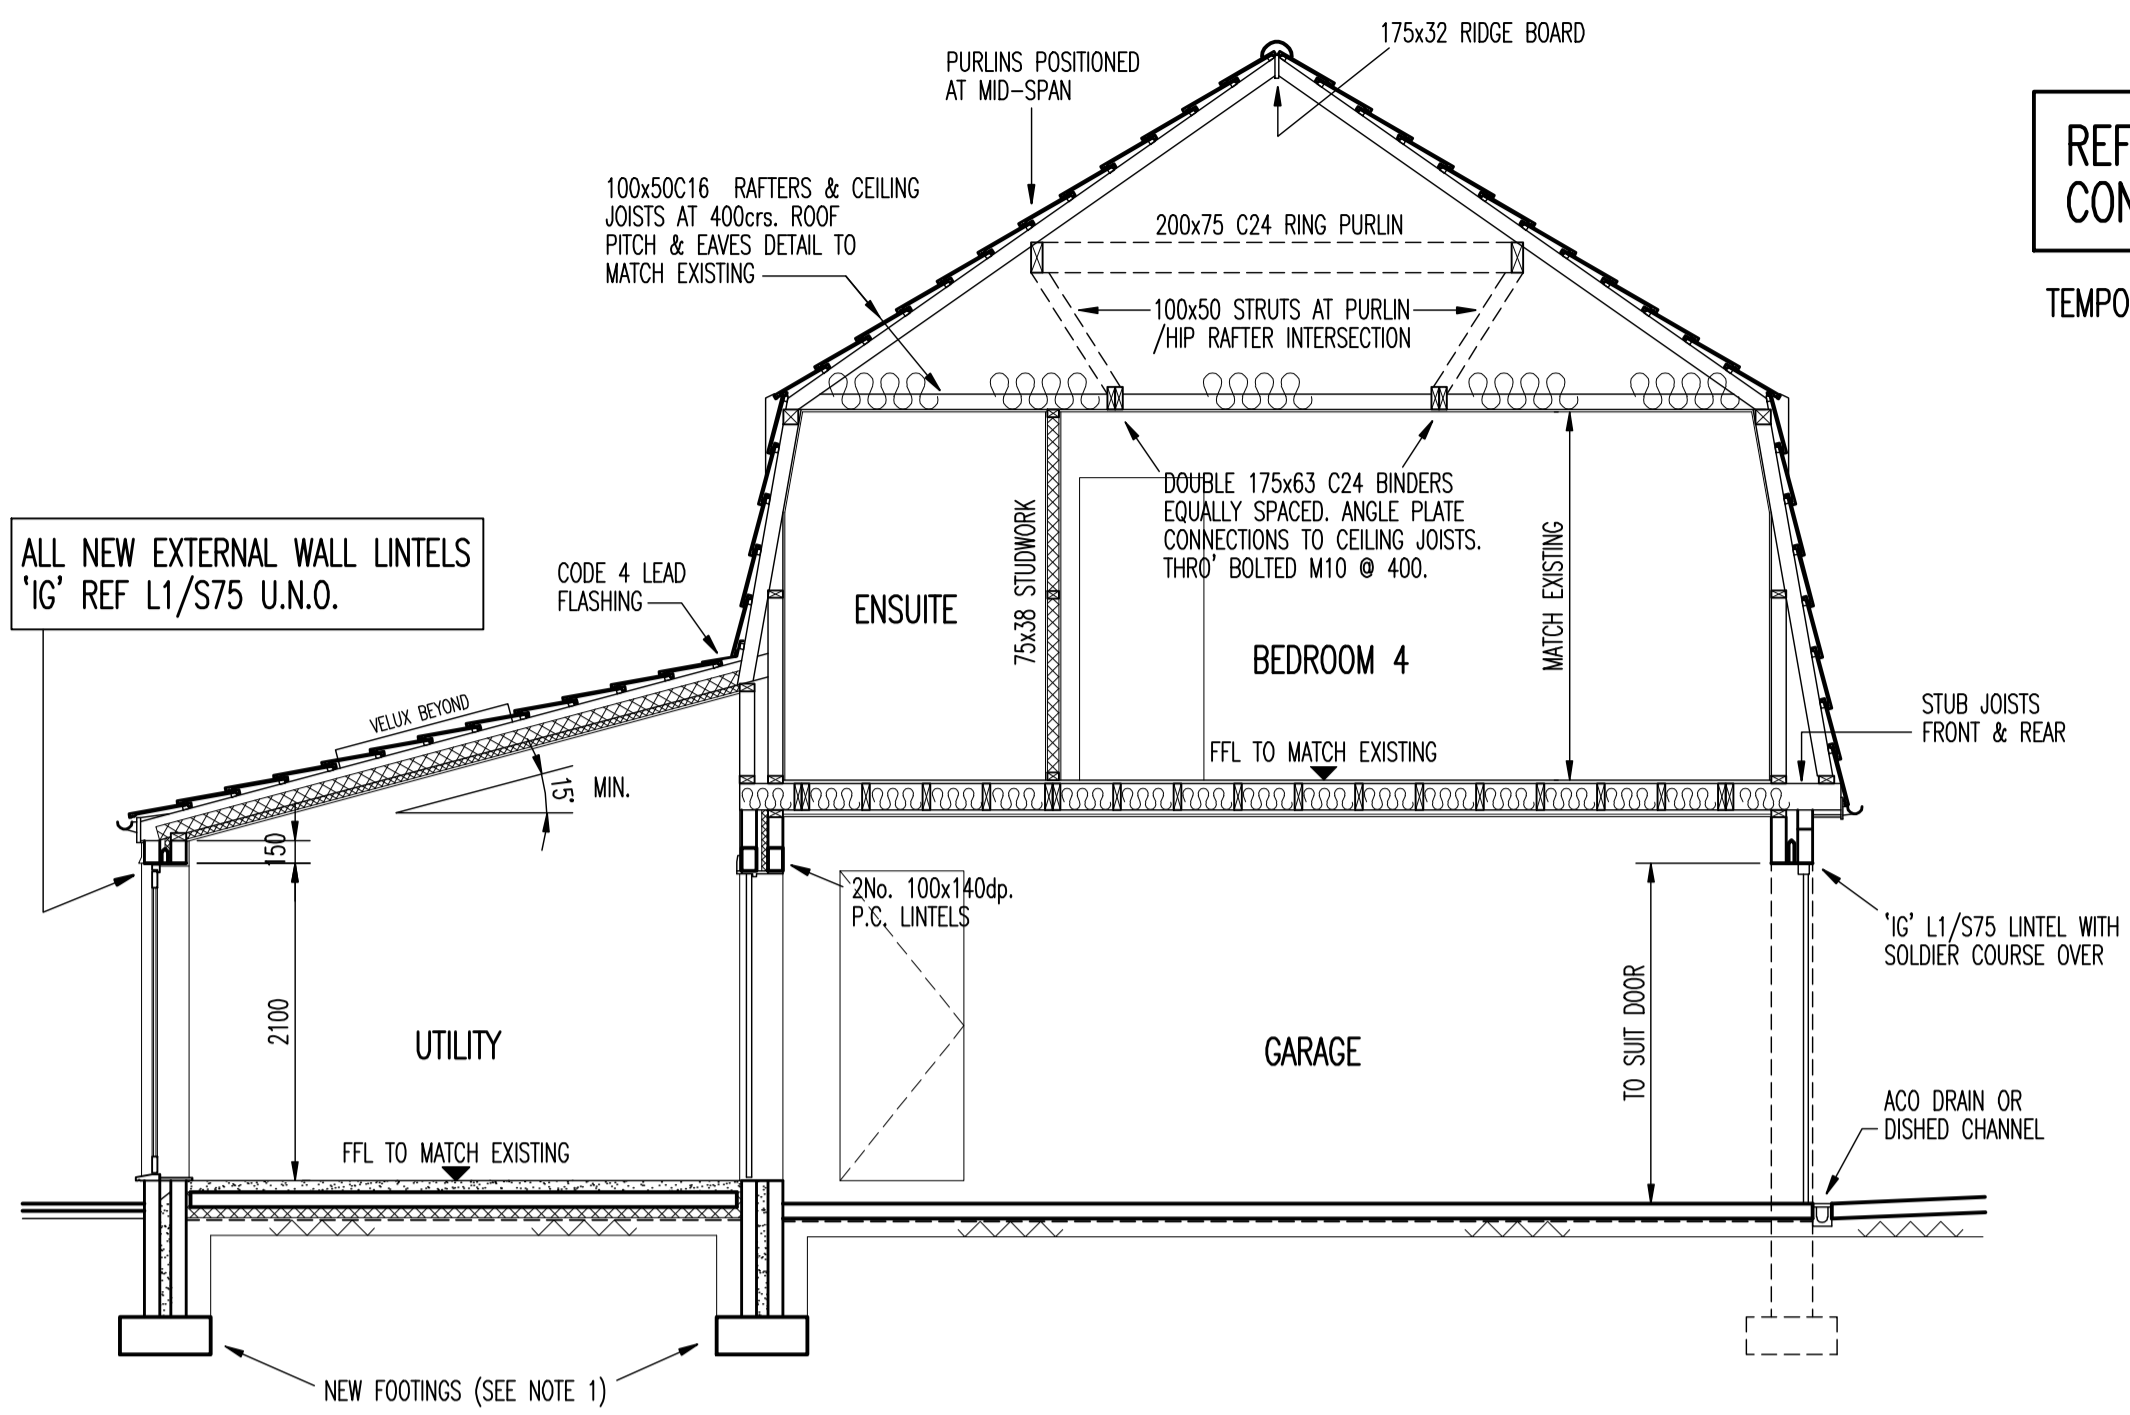 175x32 RIDGE BOARD
PURLINS POSITIONED
AT MID-SPAN
REF
CON
100x50C16 RAFTERS & CEILING
JOISTS AT 400crs. ROOF
PITCH & EAVES DETAIL TO
MATCH EXISTING
200x75 C24 RING PURLIN
TEMPO
100x50 STRUTS AT PURLIN
/HIP RAFTER INTERSECTION
DOUBLE 175x63 C24 BINDERS
EQUALLY SPACED. ANGLE PLATE
CONNECTIONS TO CEILING JOISTS.
THRO' BOLTED M10 @ 400.
75x38 STUDWORK
MATCH EXISTING
ALL NEW EXTERNAL WALL LINTELS
'IG' REF L1/S75 U.N.O.
CODE 4 LEAD
FLASHING
ENSUITE
BEDROOM 4
VELUX BEYOND
STUB JOISTS
FRONT & REAR
FFL TO MATCH EXISTING
15°
MIN.
150
2No. 100x140dp.
P.C. LINTELS
'IG' L1/S75 LINTEL WITH
SOLDIER COURSE OVER
2100
UTILITY
GARAGE
TO SUIT DOOR
ACO DRAIN OR
DISHED CHANNEL
FFL TO MATCH EXISTING
NEW FOOTINGS (SEE NOTE 1)